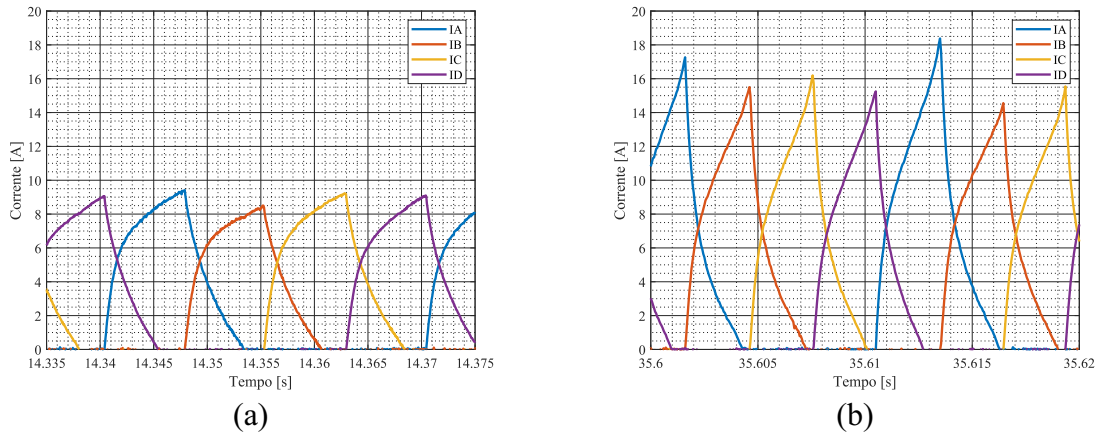 20
18
16
14
12
10
8
6
4
2
0
Corrente [A]
IA
IB
IC
ID
14.335 14.34 14.345 14.35 14.355 14.36 14.365 14.37 14.375
Tempo [s]
(a)
20
18
16
14
12
10
8
6
4
2
0
Corrente [A]
IA
IB
IC
ID
35.6 35.605 35.61 35.615 35.62
Tempo [s]
(b)